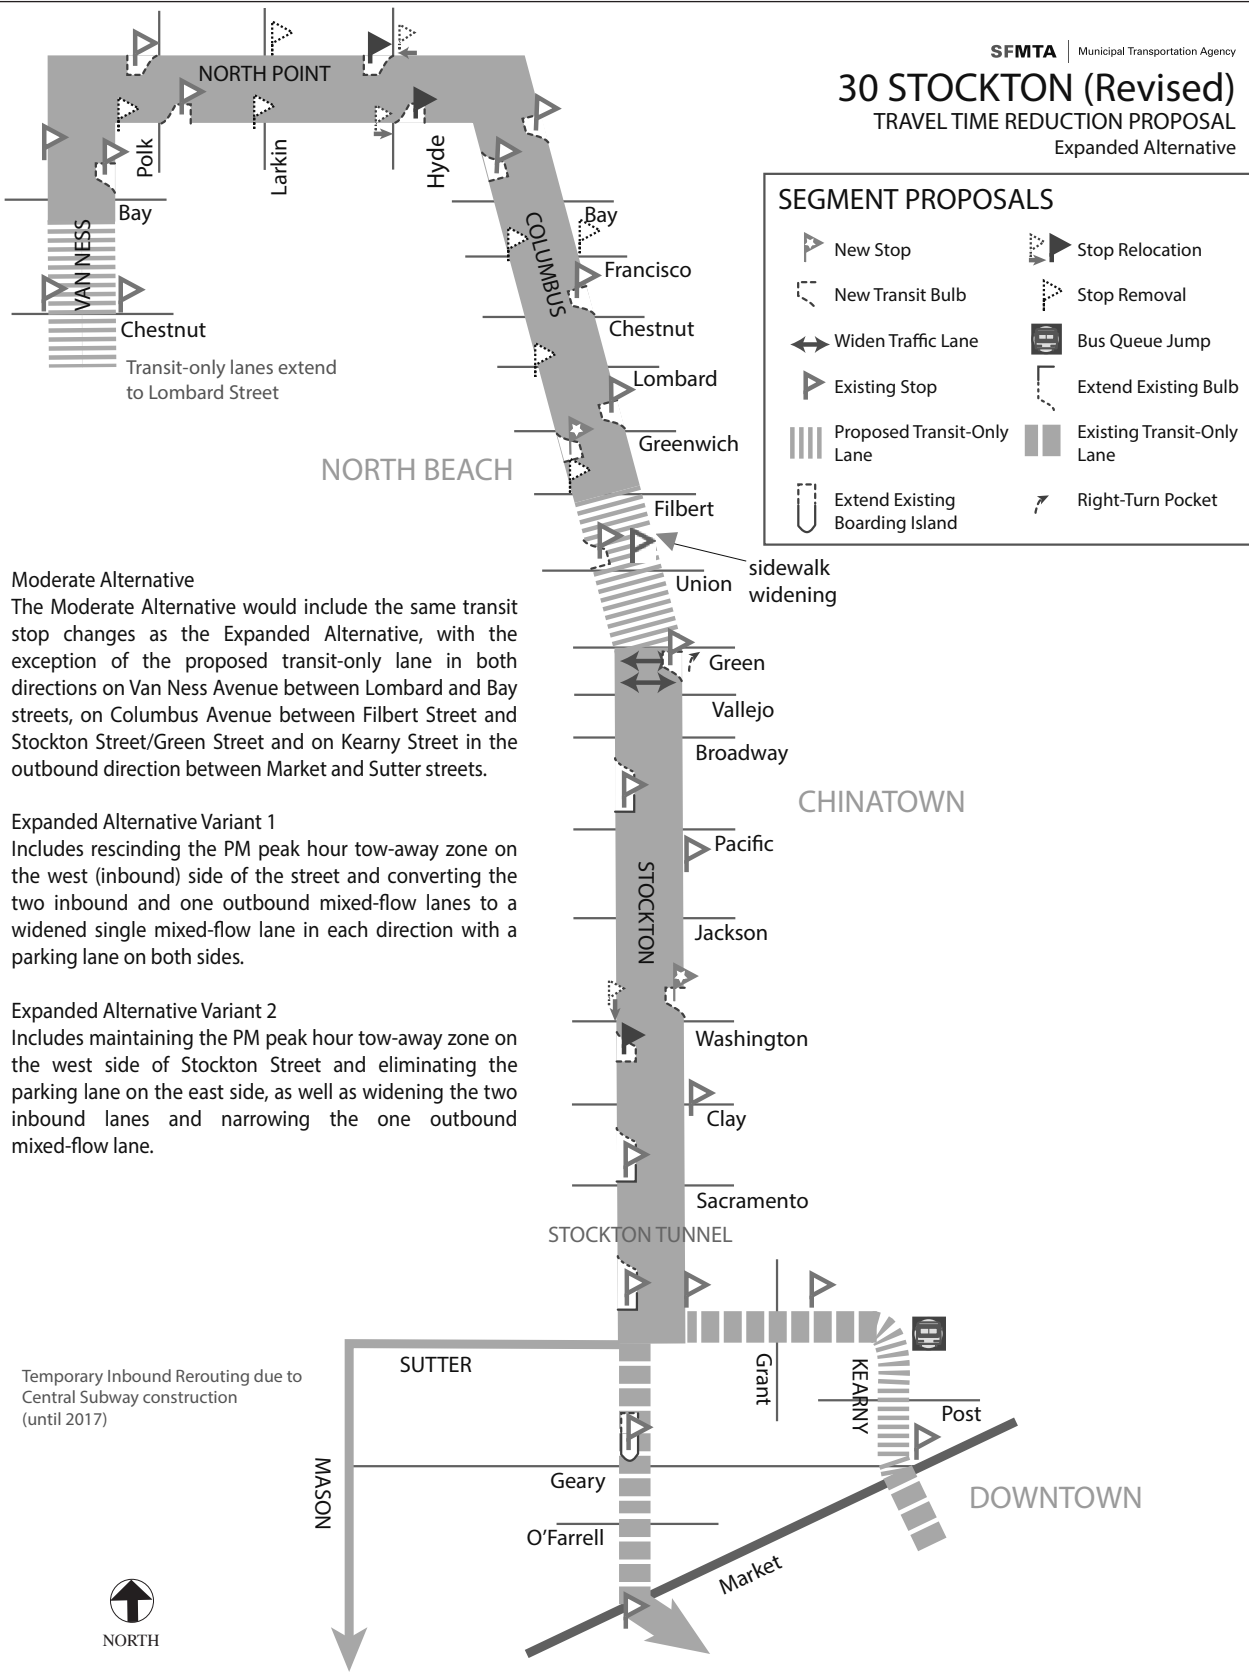 SFMTA Municipal Transportation Agency
30 STOCKTON (Revised)
TRAVEL TIME REDUCTION PROPOSAL
Expanded Alternative
SEGMENT PROPOSALS
New Stop
Stop Relocation
New Transit Bulb
Stop Removal
Widen Traffic Lane
Bus Queue Jump
Existing Stop
Extend Existing Bulb
Proposed Transit-Only
Lane
Existing Transit-Only
Lane
Extend Existing
Boarding Island
Right-Turn Pocket
NORTH POINT
Polk
Larkin
Hyde
Bay
VAN NESS
Chestnut
Transit-only lanes extend
to Lombard Street
COLUMBUS
Bay
Francisco
Chestnut
Lombard
Greenwich
NORTH BEACH
Filbert
sidewalk
widening
Union
Green
Vallejo
Broadway
CHINATOWN
Pacific
STOCKTON
Jackson
Washington
Clay
Sacramento
STOCKTON TUNNEL
Moderate Alternative
The Moderate Alternative would include the same transit
stop changes as the Expanded Alternative, with the
exception of the proposed transit-only lane in both
directions on Van Ness Avenue between Lombard and Bay
streets, on Columbus Avenue between Filbert Street and
Stockton Street/Green Street and on Kearny Street in the
outbound direction between Market and Sutter streets.
Expanded Alternative Variant 1
Includes rescinding the PM peak hour tow-away zone on
the west (inbound) side of the street and converting the
two inbound and one outbound mixed-flow lanes to a
widened single mixed-flow lane in each direction with a
parking lane on both sides.
Expanded Alternative Variant 2
Includes maintaining the PM peak hour tow-away zone on
the west side of Stockton Street and eliminating the
parking lane on the east side, as well as widening the two
inbound lanes and narrowing the one outbound
mixed-flow lane.
SUTTER
Grant
KEARNY
Post
Temporary Inbound Rerouting due to
Central Subway construction
(until 2017)
MASON
Geary
DOWNTOWN
O'Farrell
Market
NORTH